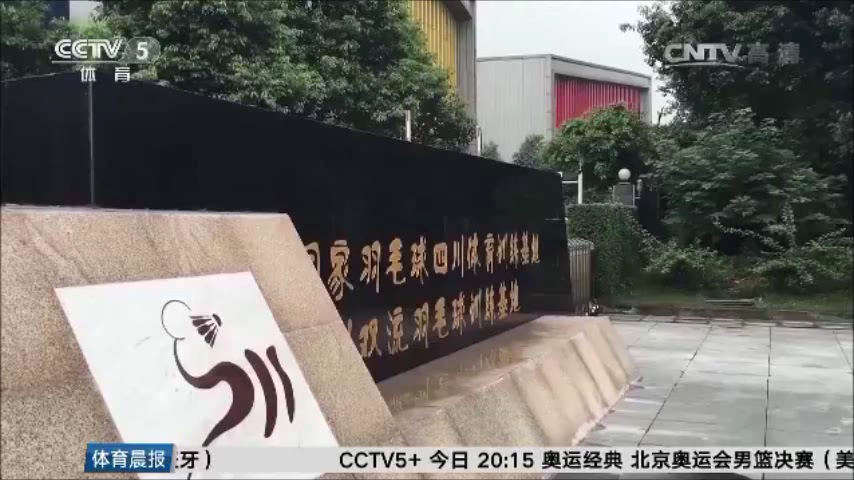 CCTV 5
体育
CNTV 高清
家羽毛球四川体育训练基地
双流羽毛球训练基地
体育晨报
牙） CCTV5+ 今日 20:15 奥运经典 北京奥运会男篮决赛（美